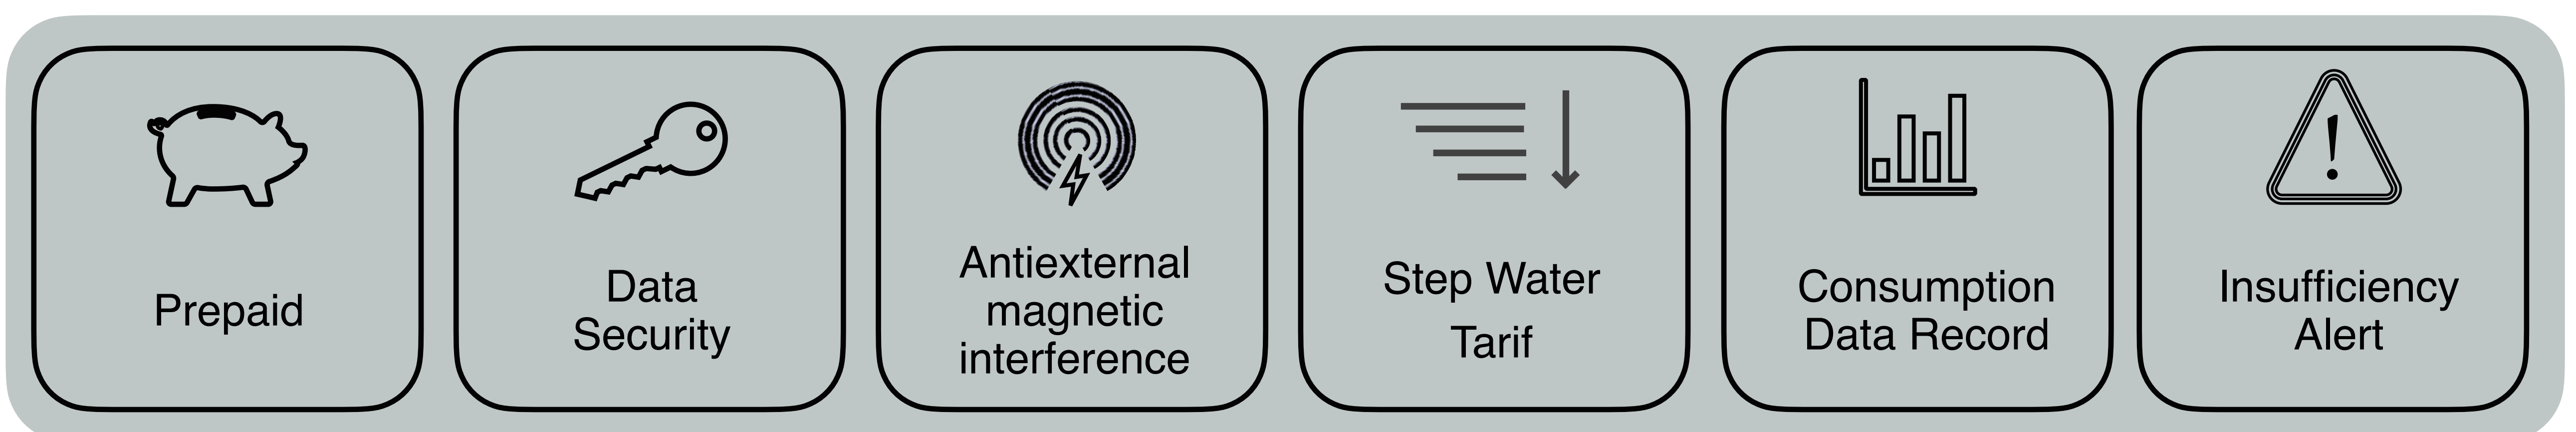 Prepaid
Data
Security
Antiexternal
magnetic
interference
Step Water
Tarif
Consumption
Data Record
Insufficiency
Alert